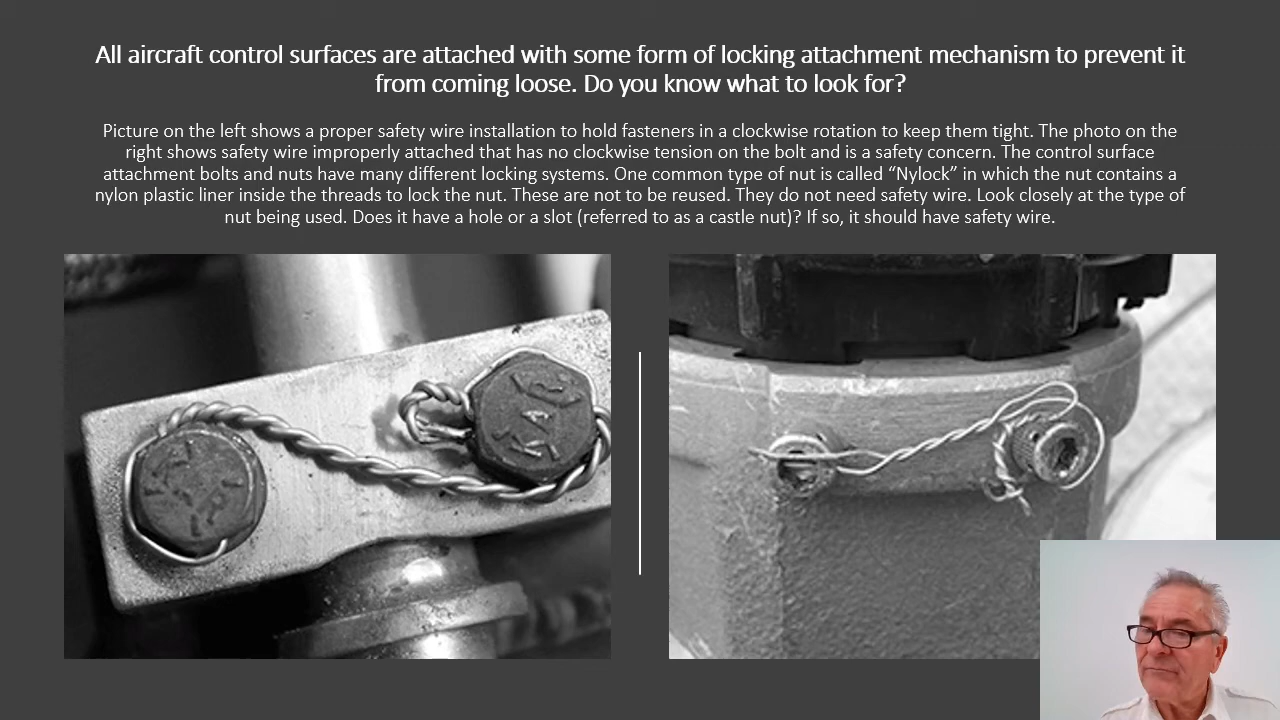 All aircraft control surfaces are attached with some form of locking attachment mechanism to prevent it
from coming loose. Do you know what to look for?
Picture on the left shows a proper safety wire installation to hold fasteners in a clockwise rotation to keep them tight. The photo on the
right shows safety wire improperly attached that has no clockwise tension on the bolt and is a safety concern. The control surface
attachment bolts and nuts have many different locking systems. One common type of nut is called “Nylock” in which the nut contains a
nylon plastic liner inside the threads to lock the nut. These are not to be reused. They do not need safety wire. Look closely at the type of
nut being used. Does it have a hole or a slot (referred to as a castle nut)? If so, it should have safety wire.